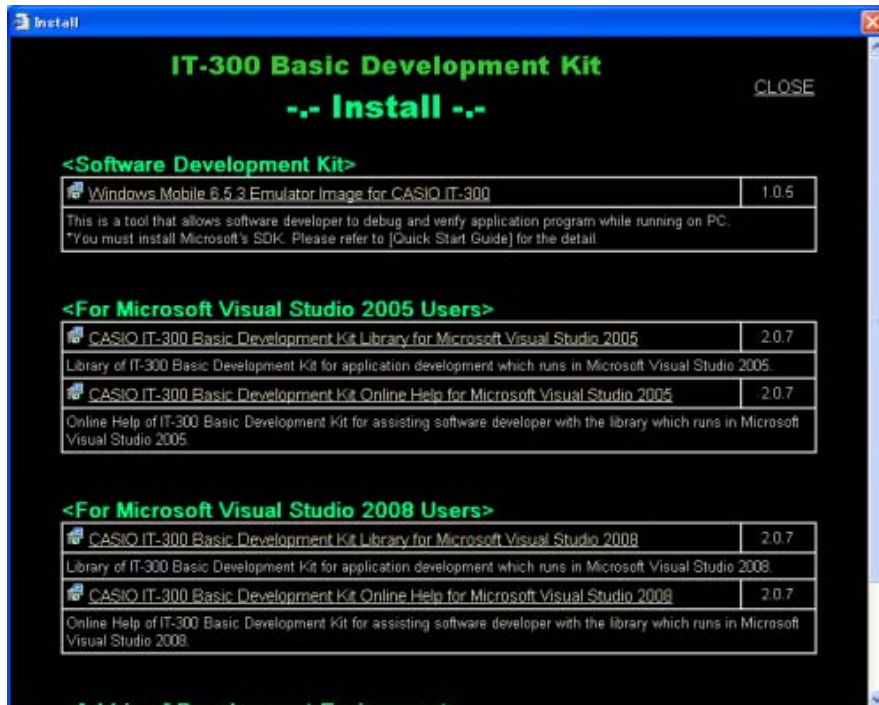 Install
IT-300 Basic Development Kit
CLOSE
-.- Install -.-
<Software Development Kit>
Windows Mobile 6.5.3 Emulator Image for CASIO IT-300
1.0.5
This is a tool that allows software developer to debug and verify application program while running on PC.
*You must install Microsoft's SDK. Please refer to [Quick Start Guide] for the detail.
<For Microsoft Visual Studio 2005 Users>
CASIO IT-300 Basic Development Kit Library for Microsoft Visual Studio 2005
2.0.7
Library of IT-300 Basic Development Kit for application development which runs in Microsoft Visual Studio 2005.
CASIO IT-300 Basic Development Kit Online Help for Microsoft Visual Studio 2005
2.0.7
Online Help of IT-300 Basic Development Kit for assisting software developer with the library which runs in Microsoft
Visual Studio 2005.
<For Microsoft Visual Studio 2008 Users>
CASIO IT-300 Basic Development Kit Library for Microsoft Visual Studio 2008
2.0.7
Library of IT-300 Basic Development Kit for application development which runs in Microsoft Visual Studio 2008.
CASIO IT-300 Basic Development Kit Online Help for Microsoft Visual Studio 2008
2.0.7
Online Help of IT-300 Basic Development Kit for assisting software developer with the library which runs in Microsoft
Visual Studio 2008.